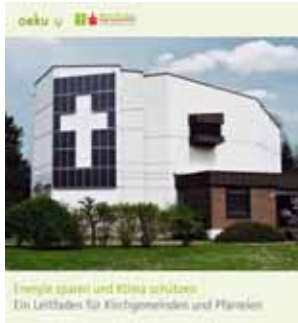 oeku
Energie sparen und Klima schützen
Ein Leitfaden für Kirchgemeinden und Pfarreien